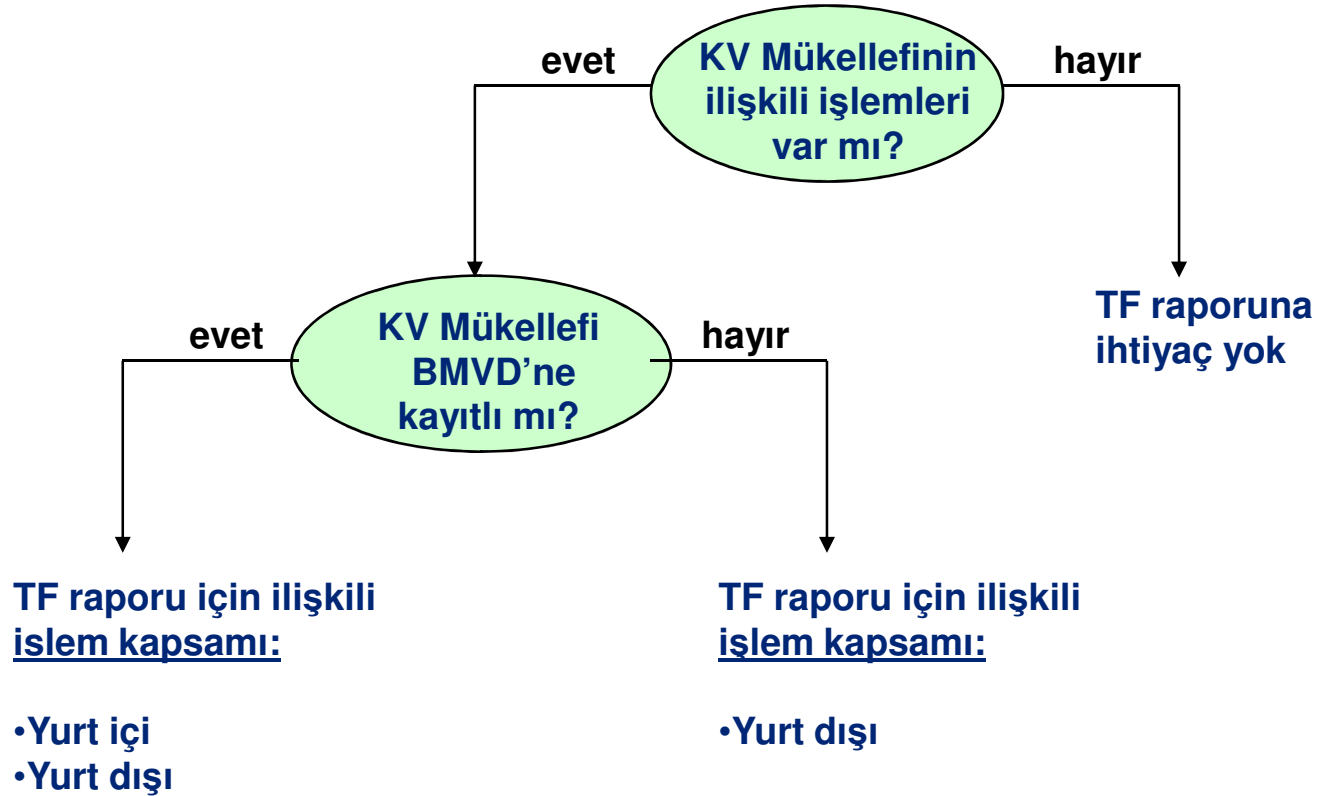 evet
KV Mükellefinin
ilişkili işlemleri
var mı?
hayır
TF raporuna
ihtiyaç yok
evet
KV Mükellefi
BMVD’ne
kayıtlı mı?
hayır
TF raporu için ilişkili
islem kapsamı:
•Yurt içi
•Yurt dışı
TF raporu için ilişkili
işlem kapsamı:
•Yurt dışı